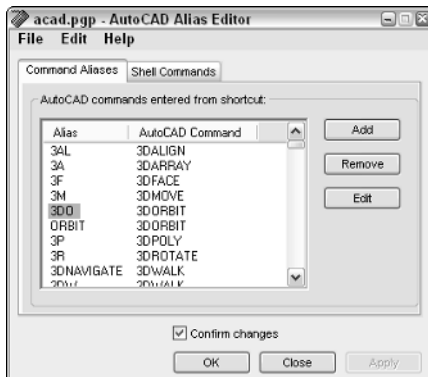 acad.pgp - AutoCAD Alias Editor
File Edit Help
Command Aliases Shell Commands
AutoCAD commands entered from shortcut:
Alias AutoCAD Command
3AL 3DALIGN
3A 3DARRAY
3F 3DFACE
3M 3DMOVE
3DO 3DORBIT
ORBIT 3DORBIT
3P 3DPOLY
3R 3DROTATE
3DNAVIGATE 3DWALK
3DW 3DWALK
Add
Remove
Edit
Confirm changes
OK Close Apply